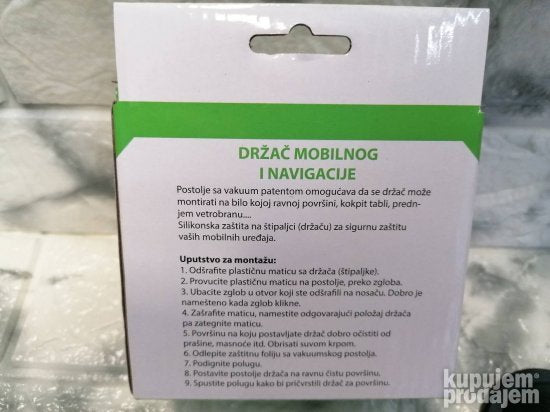 DRŽAČ MOBILNOG
I NAVIGACIJE
Postolje sa vakuum patentom omogućava da se držač može
montirati na bilo kojoj ravnoj površini, kokpit tabli, predn-
jem vetrobranu....
Silikonska zaštita na štipaljci (držaču) za sigurnu zaštitu
vaših mobilnih uređaja.
Uputstvo za montažu:
1. Odšrafite plastičnu maticu sa držača (štipaljke).
2. Provucite plastičnu maticu na postolje, preko zgloba.
3. Ubacite zglob u otvor koji ste odšrafili na nosaču. Dobro je
namešteno kada zglob klikne.
4. Zašrafite maticu, namestite odgovarajući položaj držača
pa zategnite maticu.
5. Površinu na koju postavljate držač dobro očistiti od
prašine, masnoće itd. Obrisati suvom krpom.
6. Odlepite zaštitnu foliju sa vakuumskog postolja.
7. Podignite polugu.
8. Postavite postolje držača na ravnu čistu površinu,
9. Spustite polugu kako bi pričvrstili držač za površinu.
kupujem
prodajem